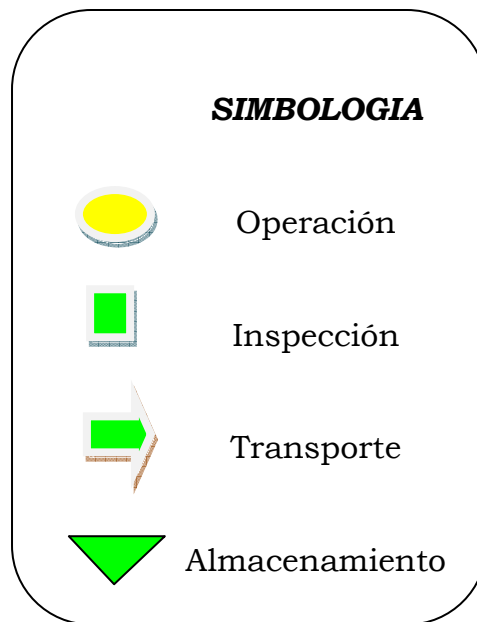 SIMBOLOGIA
Operación
Inspección
Transporte
Almacenamiento